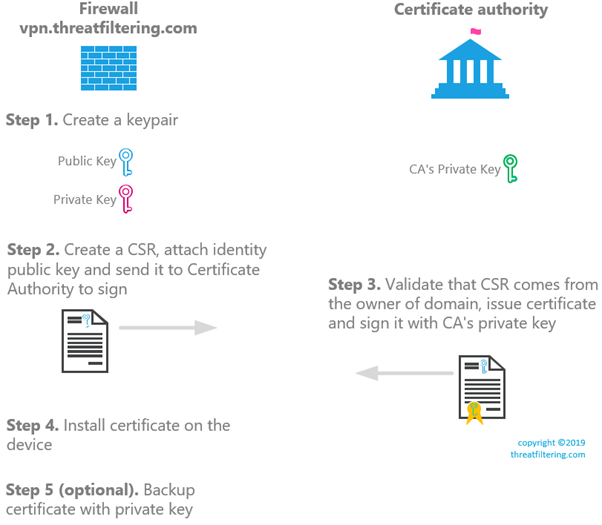 Firewall
vpn.threatfiltering.com
Certificate authority
Step 1. Create a keypair
Public Key
Private Key
CA's Private Key
Step 2. Create a CSR, attach identity
public key and send it to Certificate
Authority to sign
Step 3. Validate that CSR comes from
the owner of domain, issue certificate
and sign it with CA's private key
Step 4. Install certificate on the
device
copyright ©2019
threatfiltering.com
Step 5 (optional). Backup
certificate with private key